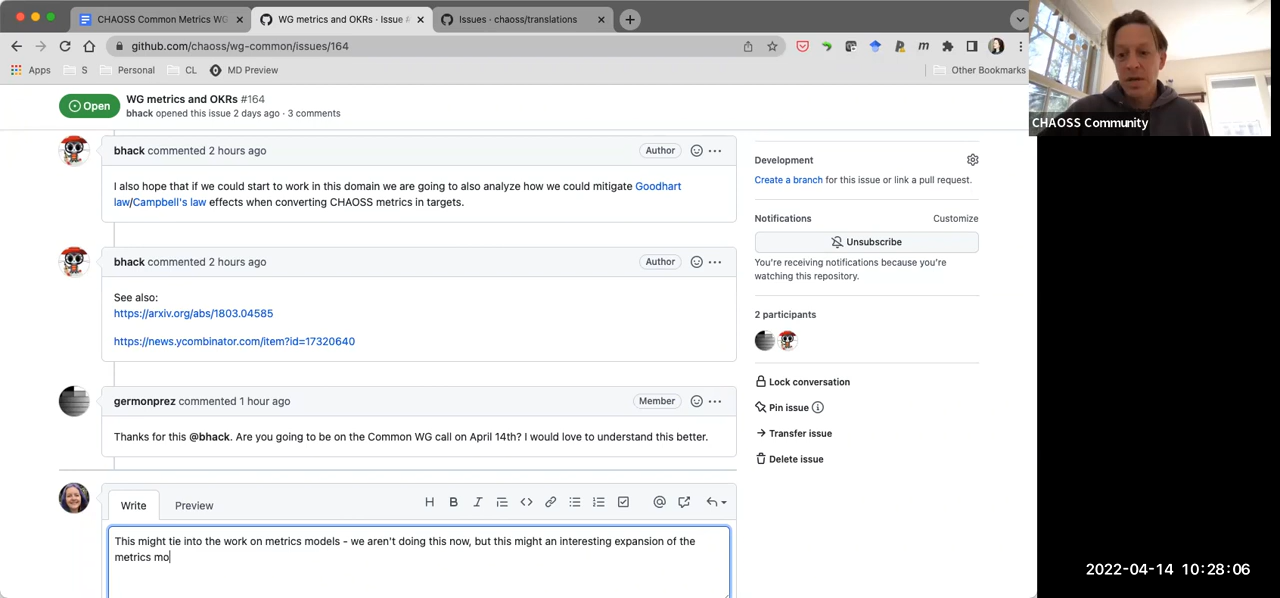 CHAOSS Common Metrics WG
WG metrics and OKRs · Issue #
Issues · chaoss/translations
github.com/chaoss/wg-common/issues/164
Apps
S
Personal
CL
MD Preview
Other Bookmarks
CHAOSS Community
Open
WG metrics and OKRs #164
bhack opened this issue 2 days ago · 3 comments
bhack commented 2 hours ago
Author
I also hope that if we could start to work in this domain we are going to also analyze how we could mitigate Goodhart
law/Campbell's law effects when converting CHAOSS metrics in targets.
bhack commented 2 hours ago
Author
See also:
https://arxiv.org/abs/1803.04585
https://news.ycombinator.com/item?id=17320640
germonprez commented 1 hour ago
Member
Thanks for this @bhack. Are you going to be on the Common WG call on April 14th? I would love to understand this better.
Write
Preview
This might tie into the work on metrics models - we aren't doing this now, but this might an interesting expansion of the
metrics mo
Development
Create a branch for this issue or link a pull request.
Notifications
Customize
Unsubscribe
You're receiving notifications because you're
watching this repository.
2 participants
Lock conversation
Pin issue
Transfer issue
Delete issue
2022-04-14 10:28:06